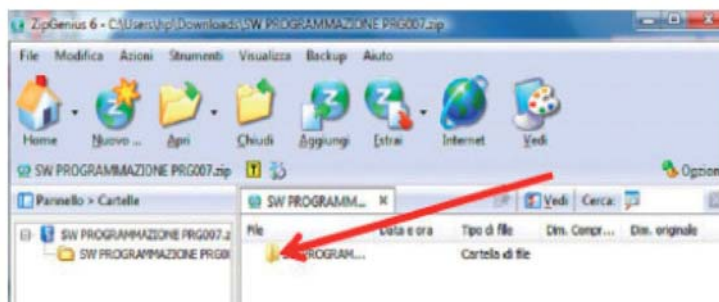 ZipGenius 6 - C:\Users\hp\Downloads\SW PROGRAMMAZIONE PRG007.zip
File Modifica Azioni Strumenti Visualizza Backup Aiuto
Home Nuovo ... Apri Chiudi Aggiungi Estrai Internet Vedi
SW PROGRAMMAZIONE PRG007.zip Opzion
Pannello > Cartelle SW PROGRAMM... Vedi Cerca:
SW PROGRAMMAZIONE PRG007.z File Data e ora Tipo di file Dim. Compr... Dim. originale
SW PROGRAMMAZIONE PRG0 SW PROGRAM... Cartella di file